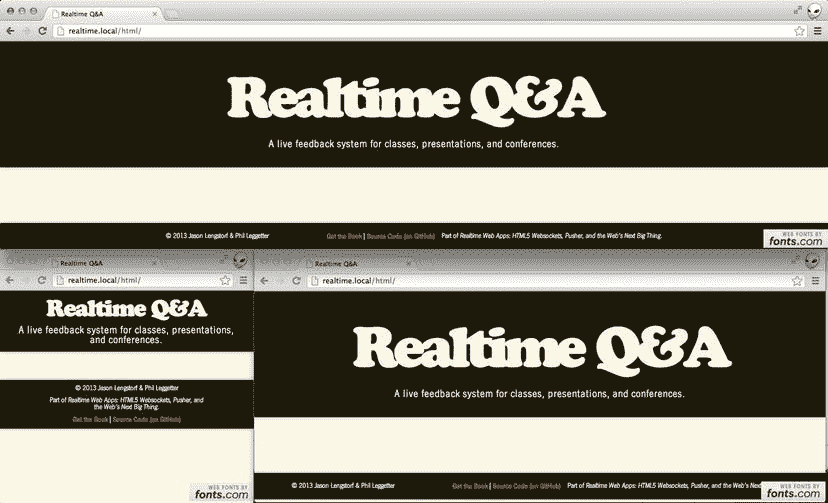 Realtime Q&A
realtime.local/html/
Realtime Q&A
A live feedback system for classes, presentations, and conferences.
© 2013 Jason Lengstorf & Phil Leggetter
Get the Book | Source Code (on GitHub)
Part of Realtime Web Apps: HTML5 Websockets, Pusher, and the Web's Next Big Thing.
WEB FONTS BY
fonts.com
Realtime Q&A
realtime.local/html/
Realtime Q&A
A live feedback system for classes, presentations,
and conferences.
© 2013 Jason Lengstorf & Phil Leggetter
Part of Realtime Web Apps: HTML5 Websockets, Pusher, and
the Web's Next Big Thing.
Get the Book | Source Code (on GitHub)
WEB FONTS BY
fonts.com
Realtime Q&A
realtime.local/html/
Realtime Q&A
A live feedback system for classes, presentations, and conferences.
© 2013 Jason Lengstorf & Phil Leggetter
Get the Book | Source Code (on GitHub)
Part of Realtime Web Apps: HTML5 Websockets, Pusher, and the Web's Next
WEB FONTS BY
fonts.com